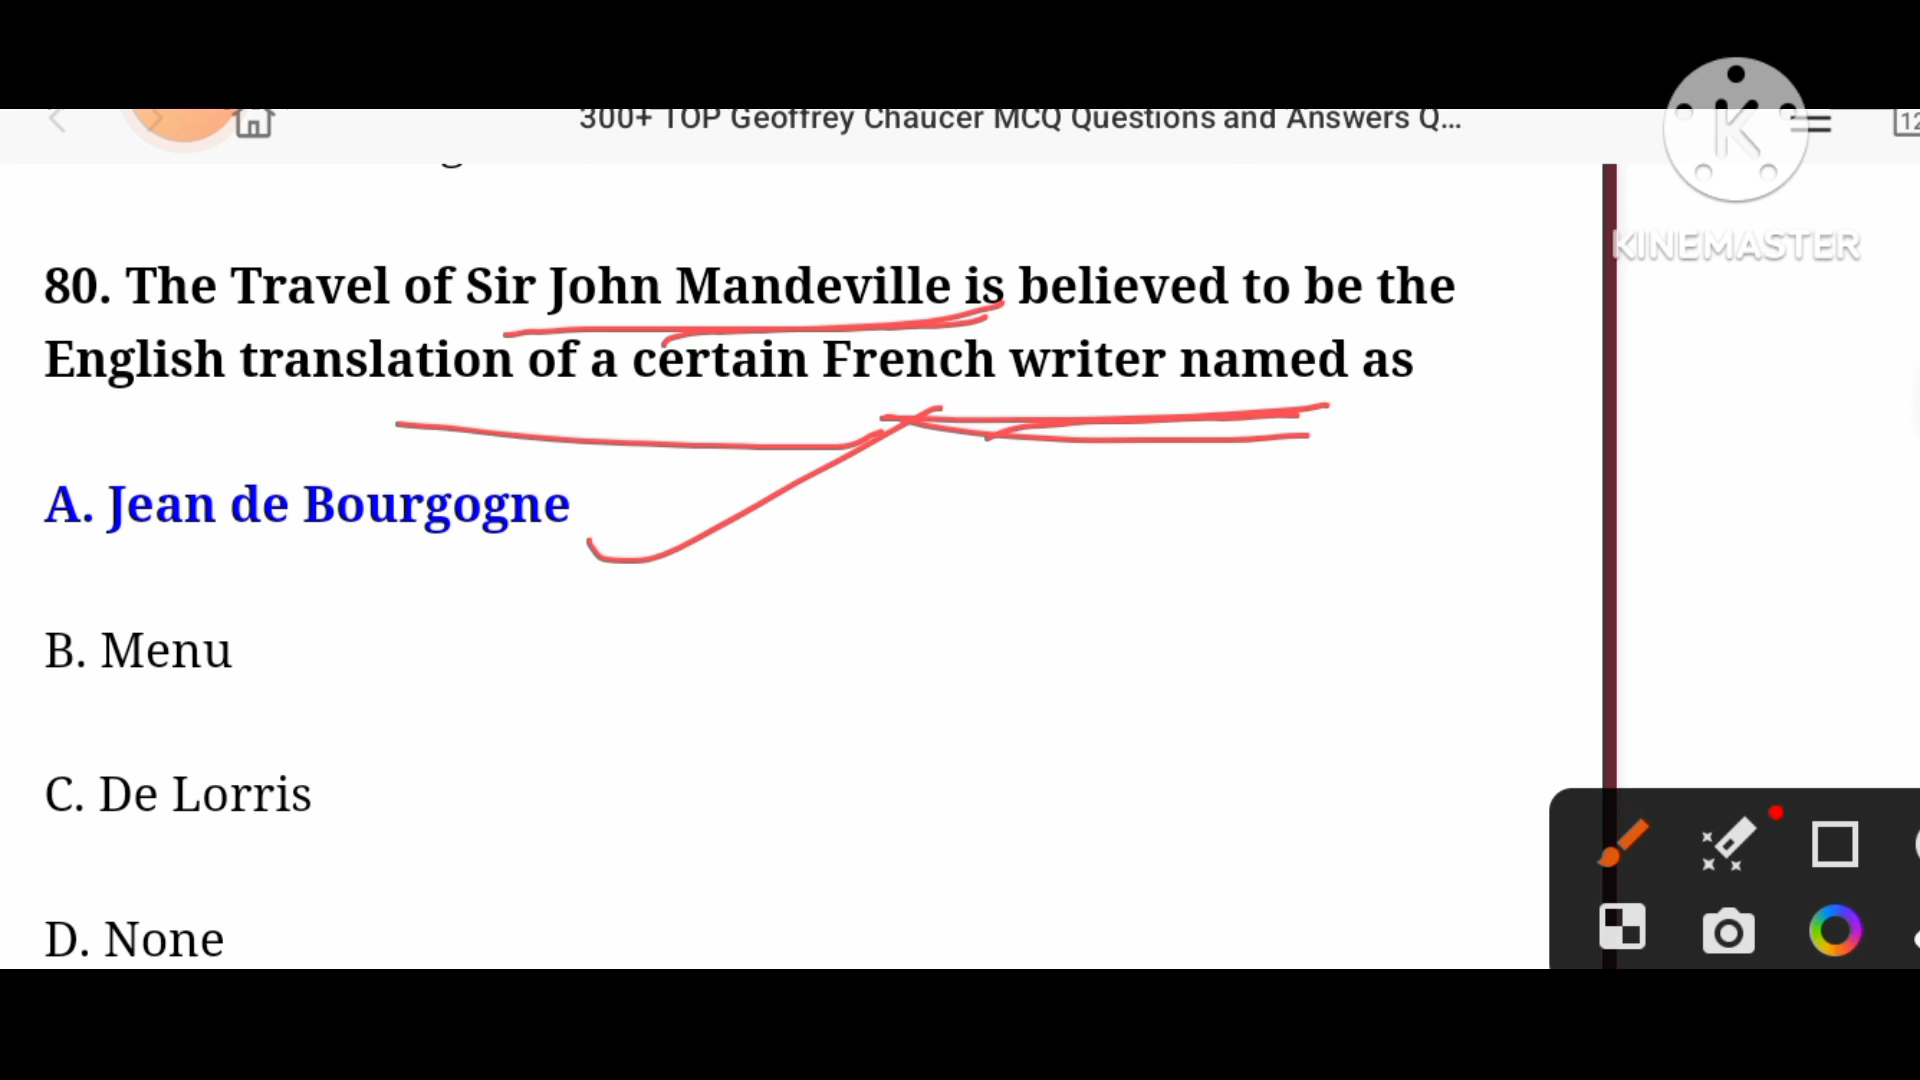 300+ TOP Geoffrey Chaucer MCQ Questions and Answers Q...
KINEMASTER
80. The Travel of Sir John Mandeville is believed to be the
English translation of a certain French writer named as
A. Jean de Bourgogne
B. Menu
C. De Lorris
D. None